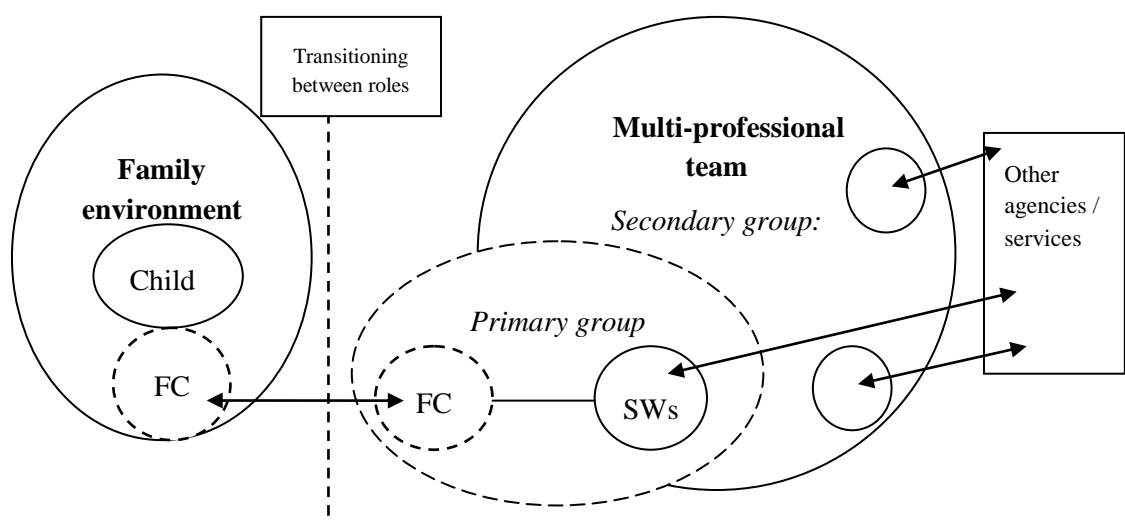 Transitioning
between roles
Family
environment
Child
FC
Multi-professional
team
Secondary group:
Primary group
FC
SWs
Other
agencies /
services